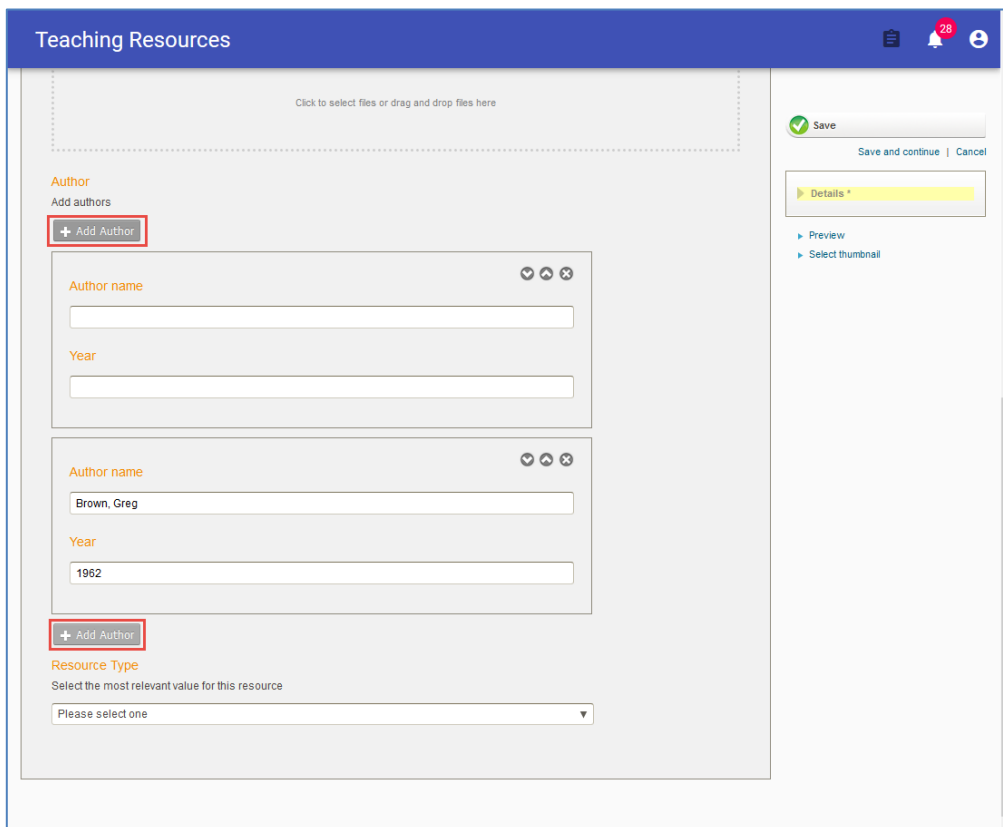 Teaching Resources
28
Click to select files or drag and drop files here
Author
Add authors
+ Add Author
Author name
Year
Author name
Brown, Greg
Year
1962
+ Add Author
Resource Type
Select the most relevant value for this resource
Please select one
Save
Save and continue | Cancel
Details *
Preview
Select thumbnail